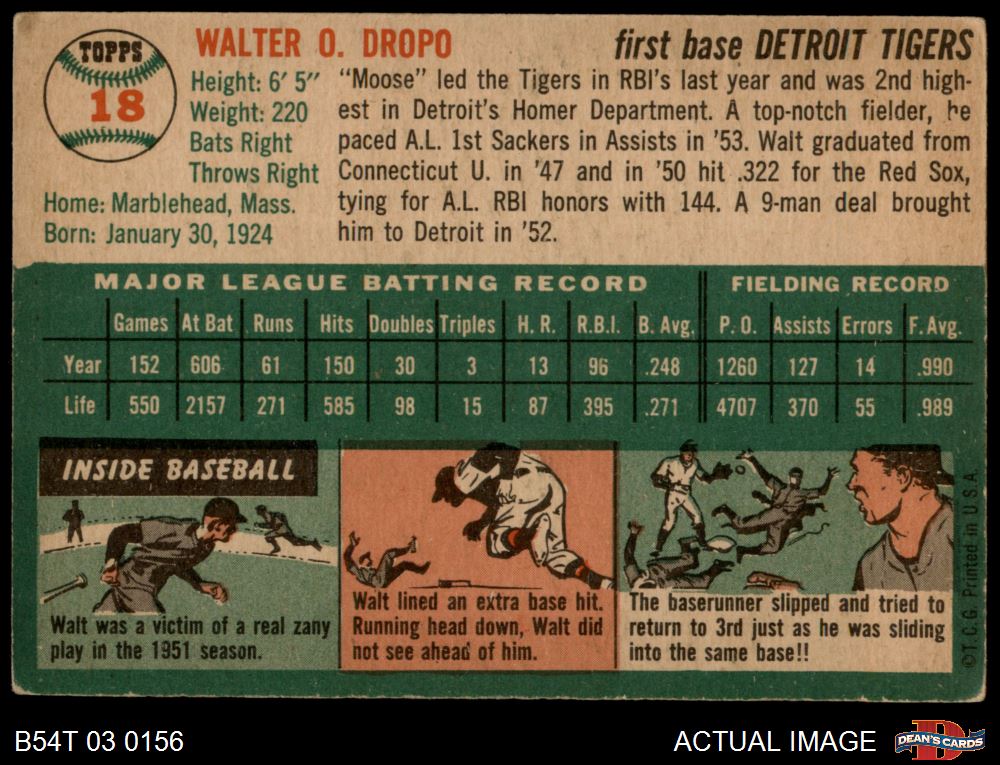 TOPPS
18
WALTER O. DROPO
first base DETROIT TIGERS
Height: 6' 5"
Weight: 220
Bats Right
Throws Right
Home: Marblehead, Mass.
Born: January 30, 1924
"Moose" led the Tigers in RBI's last year and was 2nd high-
est in Detroit's Homer Department. A top-notch fielder, he
paced A.L. 1st Sackers in Assists in '53. Walt graduated from
Connecticut U. in '47 and in '50 hit .322 for the Red Sox,
tying for A.L. RBI honors with 144. A 9-man deal brought
him to Detroit in '52.
MAJOR LEAGUE BATTING RECORD FIELDING RECORD
Games At Bat Runs Hits Doubles Triples H. R. R.B.I. B. Avg. P. O. Assists Errors F. Avg.
Year 152 606 61 150 30 3 13 96 .248 1260 127 14 .990
Life 550 2157 271 585 98 15 87 395 .271 4707 370 55 .989
INSIDE BASEBALL
Walt was a victim of a real zany
play in the 1951 season.
Walt lined an extra base hit.
Running head down, Walt did
not see ahead of him.
The baserunner slipped and tried to
return to 3rd just as he was sliding
into the same base!!
© T. C. G. Printed in U.S.A.
B54T 03 0156
ACTUAL IMAGE
DEAN'S CARDS